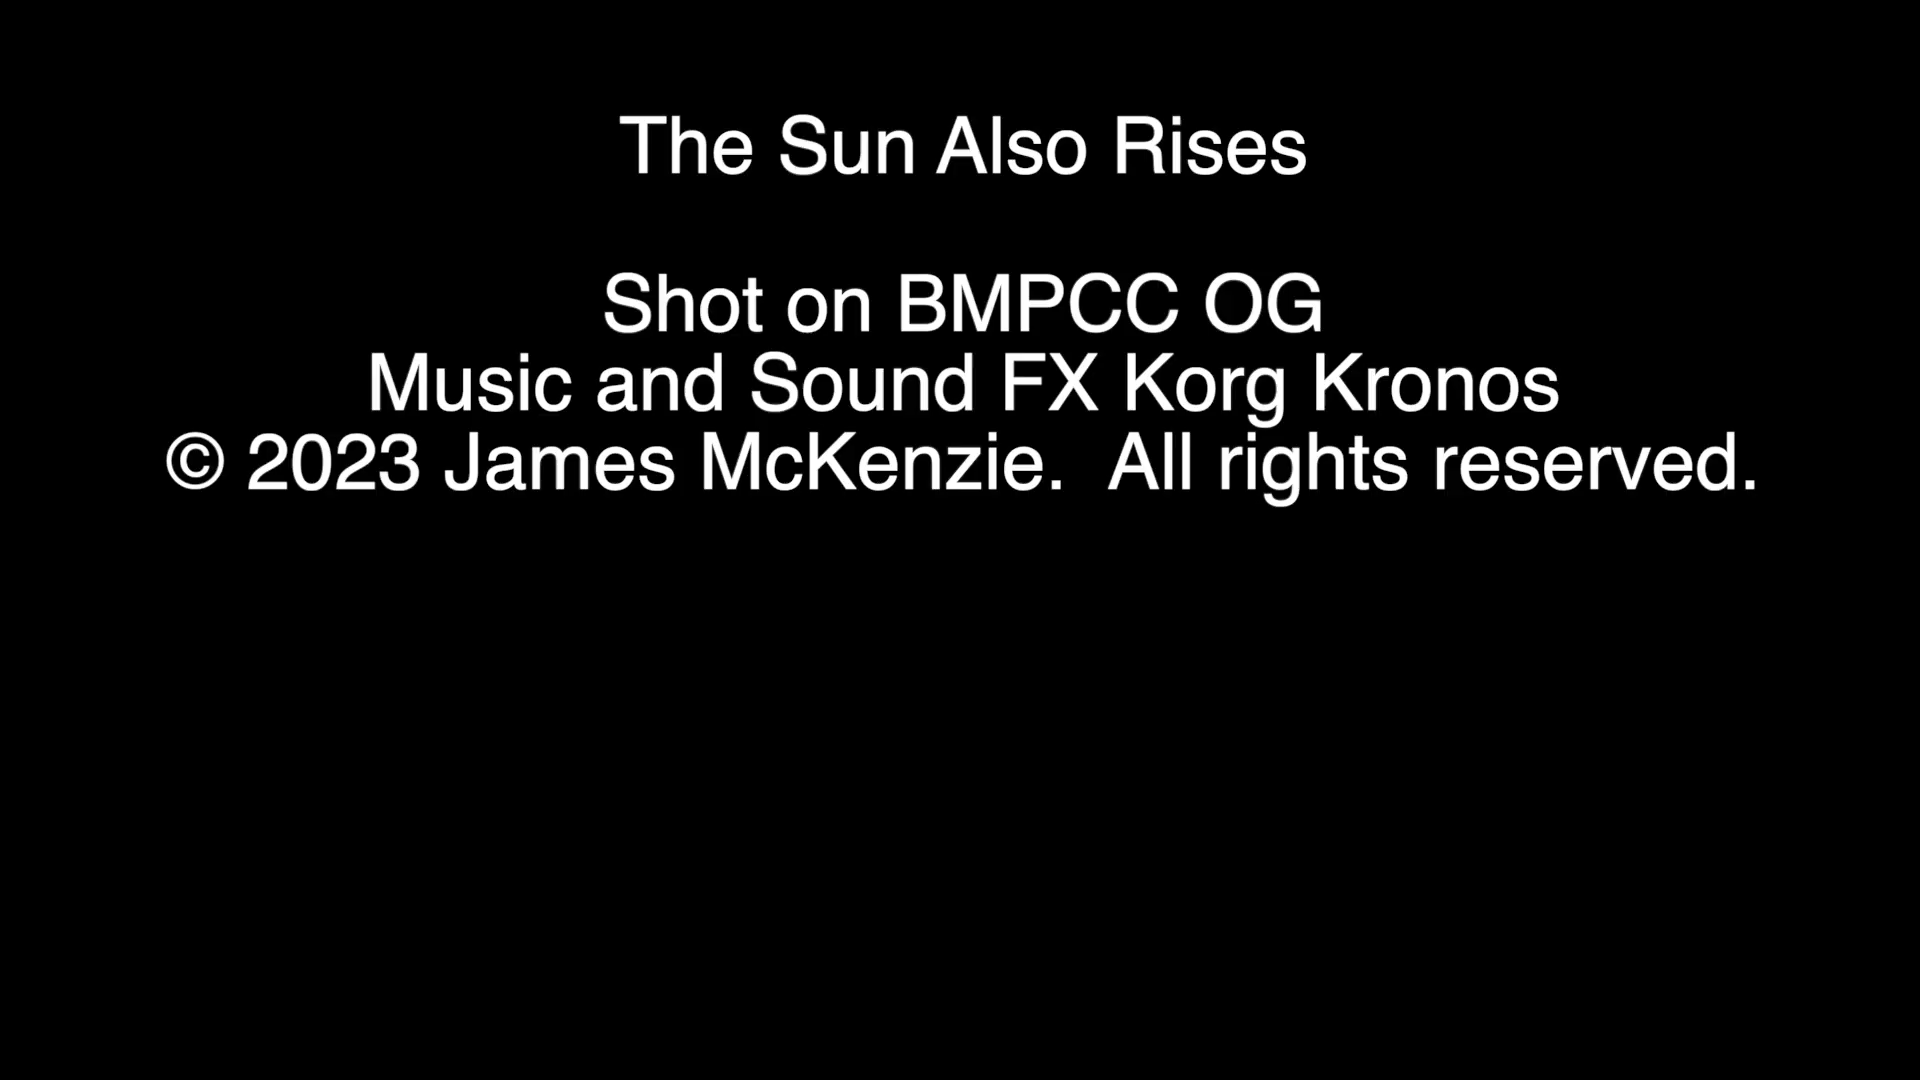 The Sun Also Rises
Shot on BMPCC OG
Music and Sound FX Korg Kronos
© 2023 James McKenzie.  All rights reserved.